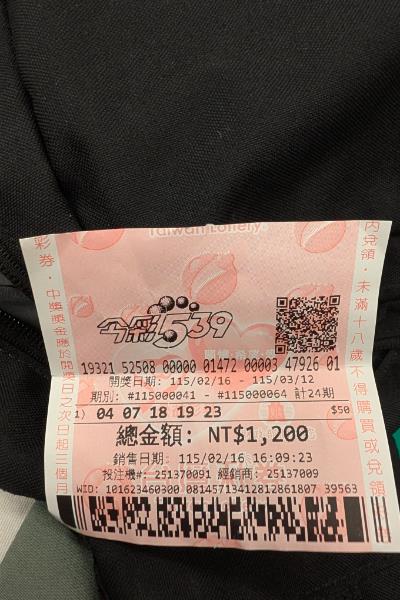 Taiwan Lottery
彩券・中獎獎金應於開獎日之次日起三個月
內兌領・未滿十八歲不得購買或兌領
今彩539
19321 52508 00000 01472 00003 47926 01
開獎日期: 115/02/16 - 115/03/12
期別: #115000041 - #115000064 計24期
1) 04 07 18 19 23 $50
總金額: NT$1,200
銷售日期: 115/02/16 16:09:23
投注機#: 251370091 經銷商: 25137009
WID: 101623460300 08145713412812861807 39563